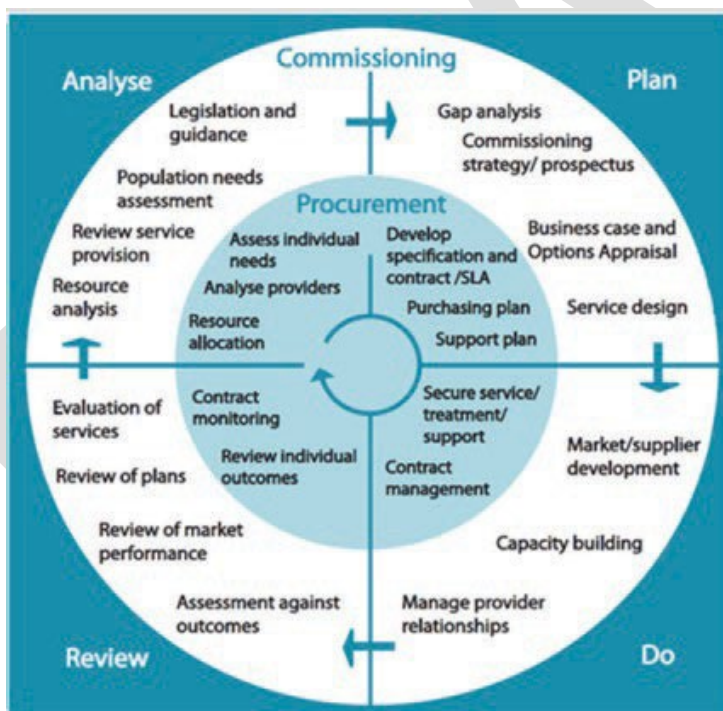 Commissioning
Analyse
Plan
Legislation and
guidance
Population needs
assessment
Review service
provision
Resource
analysis
Gap analysis
Commissioning
strategy/ prospectus
Business case and
Options Appraisal
Service design
Procurement
Assess individual
needs
Analyse providers
Resource
allocation
Develop
specification and
contract /SLA
Purchasing plan
Support plan
Contract
monitoring
Review individual
outcomes
Secure service/
treatment/
support
Contract
management
Evaluation of
services
Review of plans
Review of market
performance
Assessment against
outcomes
Market/supplier
development
Capacity building
Manage provider
relationships
Review
Do